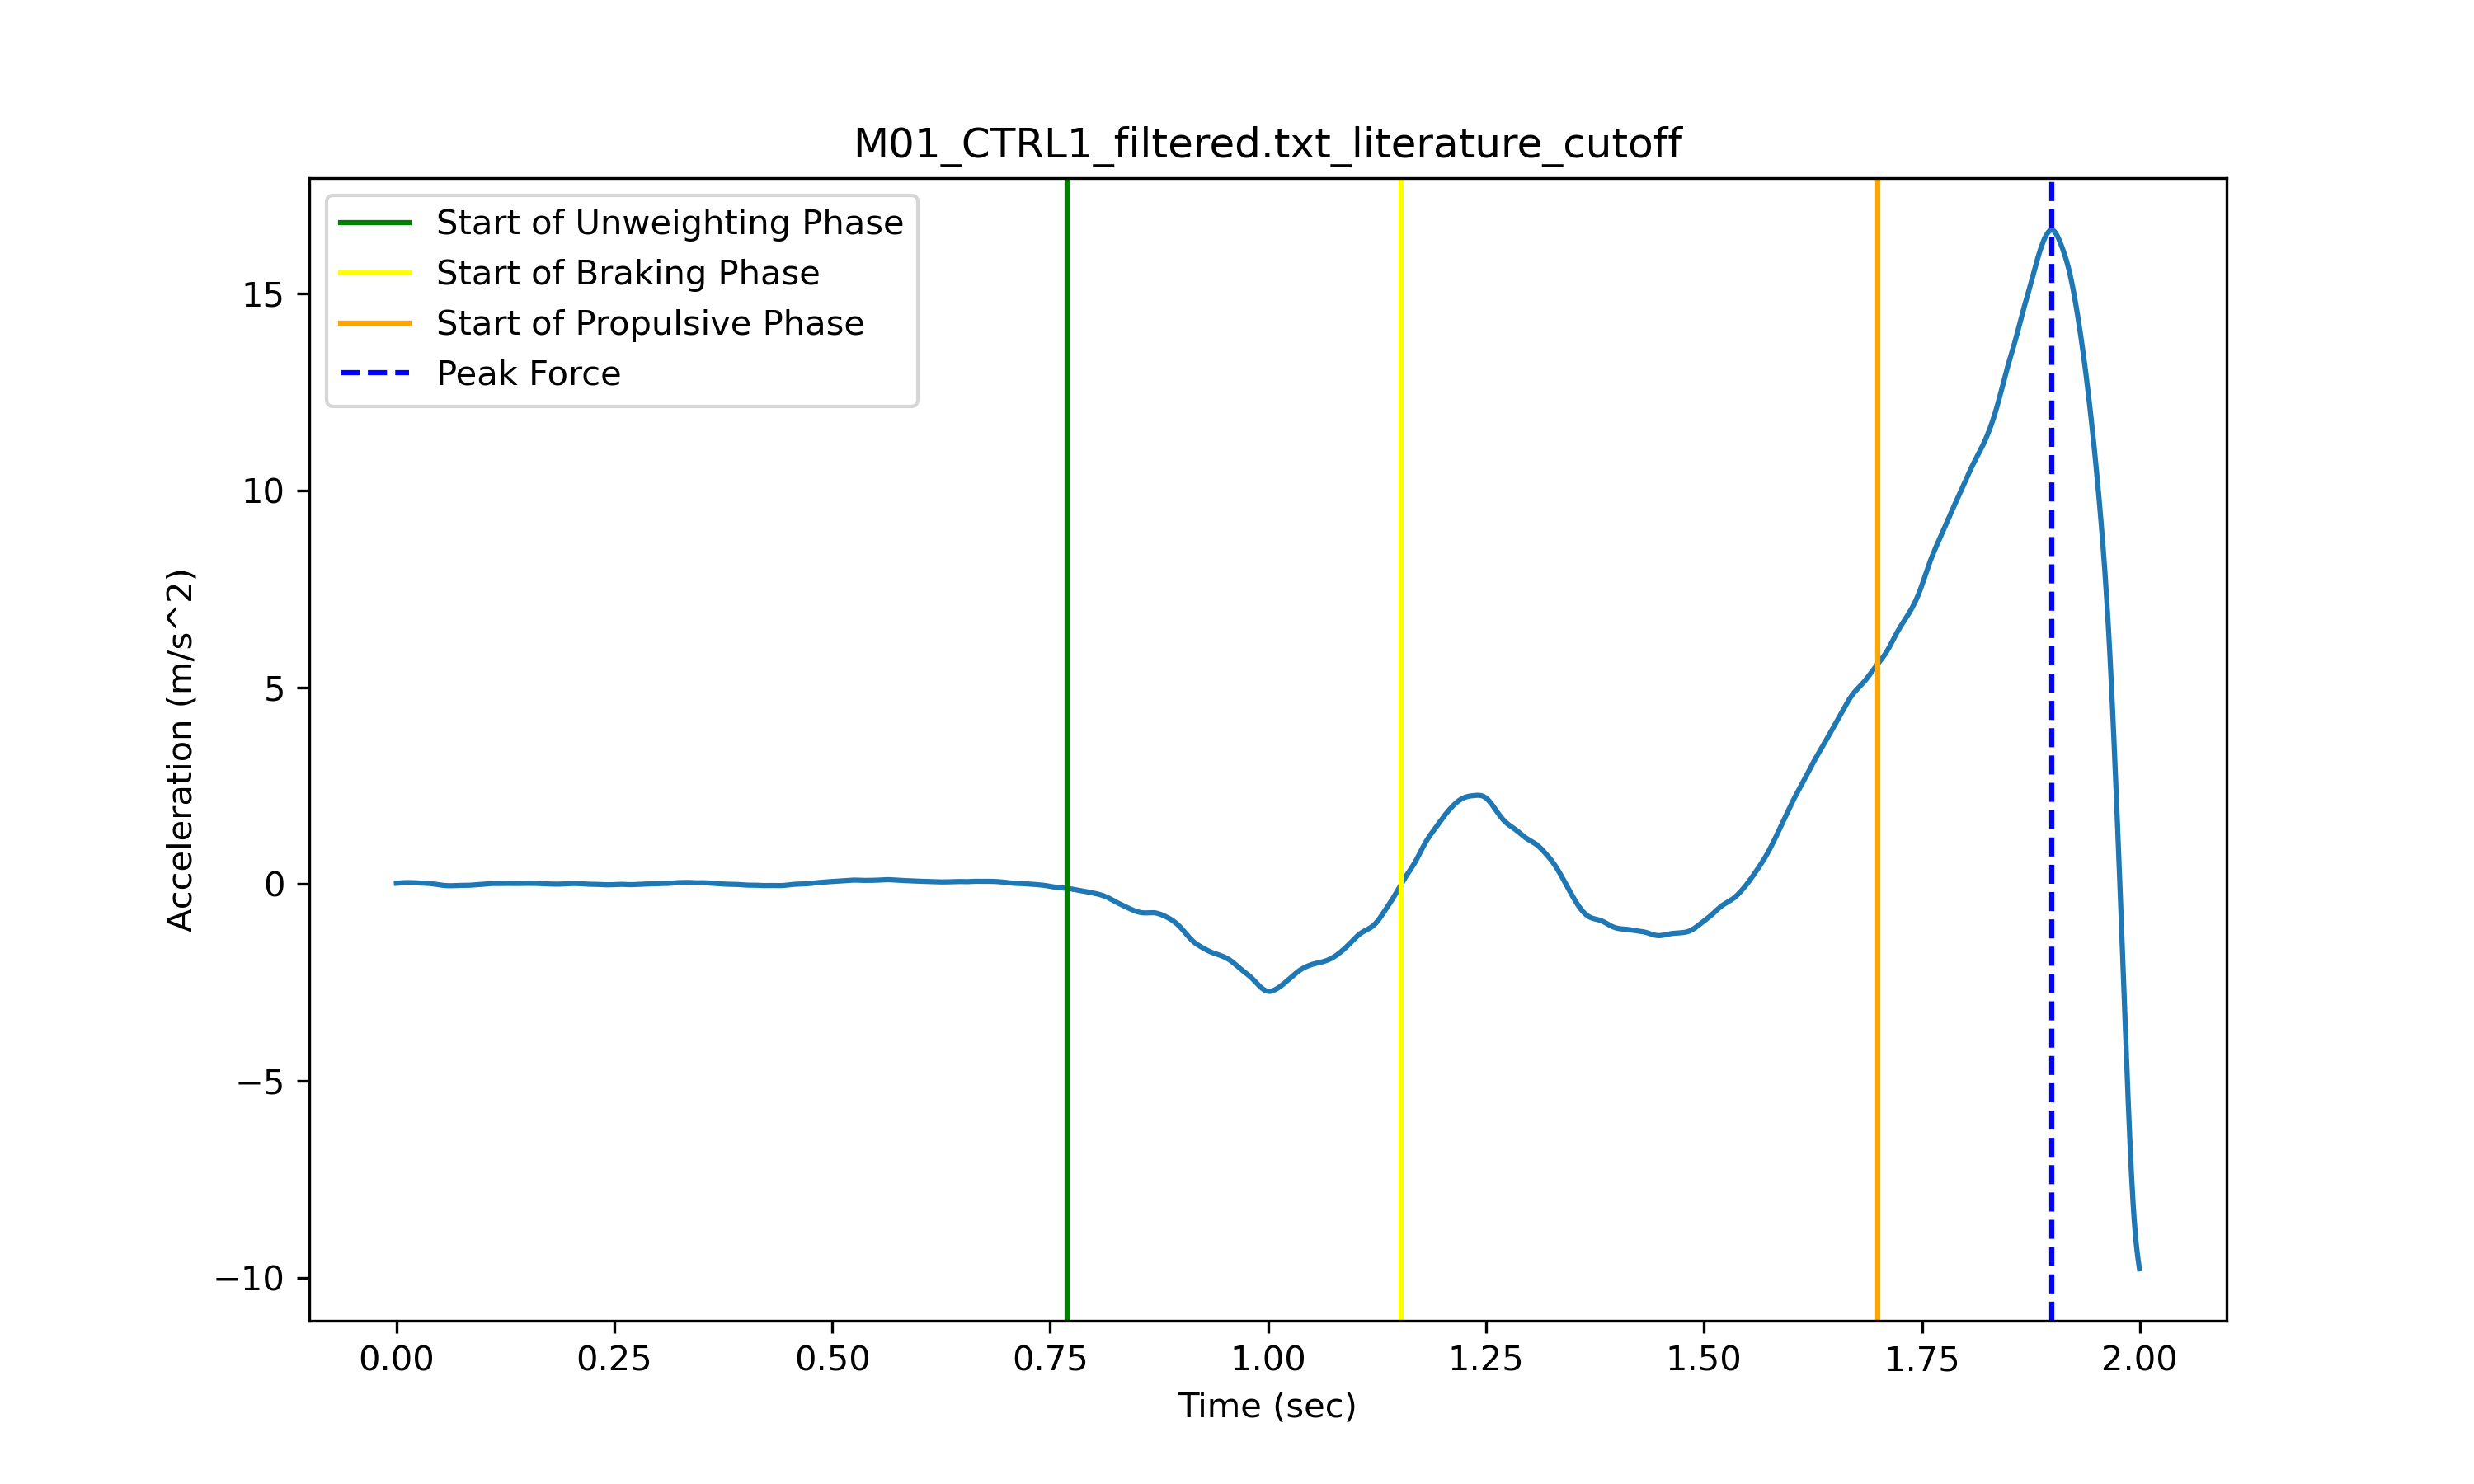 M01_CTRL1_filtered.txt_literature_cutoff
Start of Unweighting Phase
Start of Braking Phase
Start of Propulsive Phase
Peak Force
15
10
5
0
−5
−10
Acceleration (m/s^2)
0.00 0.25 0.50 0.75 1.00 1.25 1.50 1.75 2.00
Time (sec)